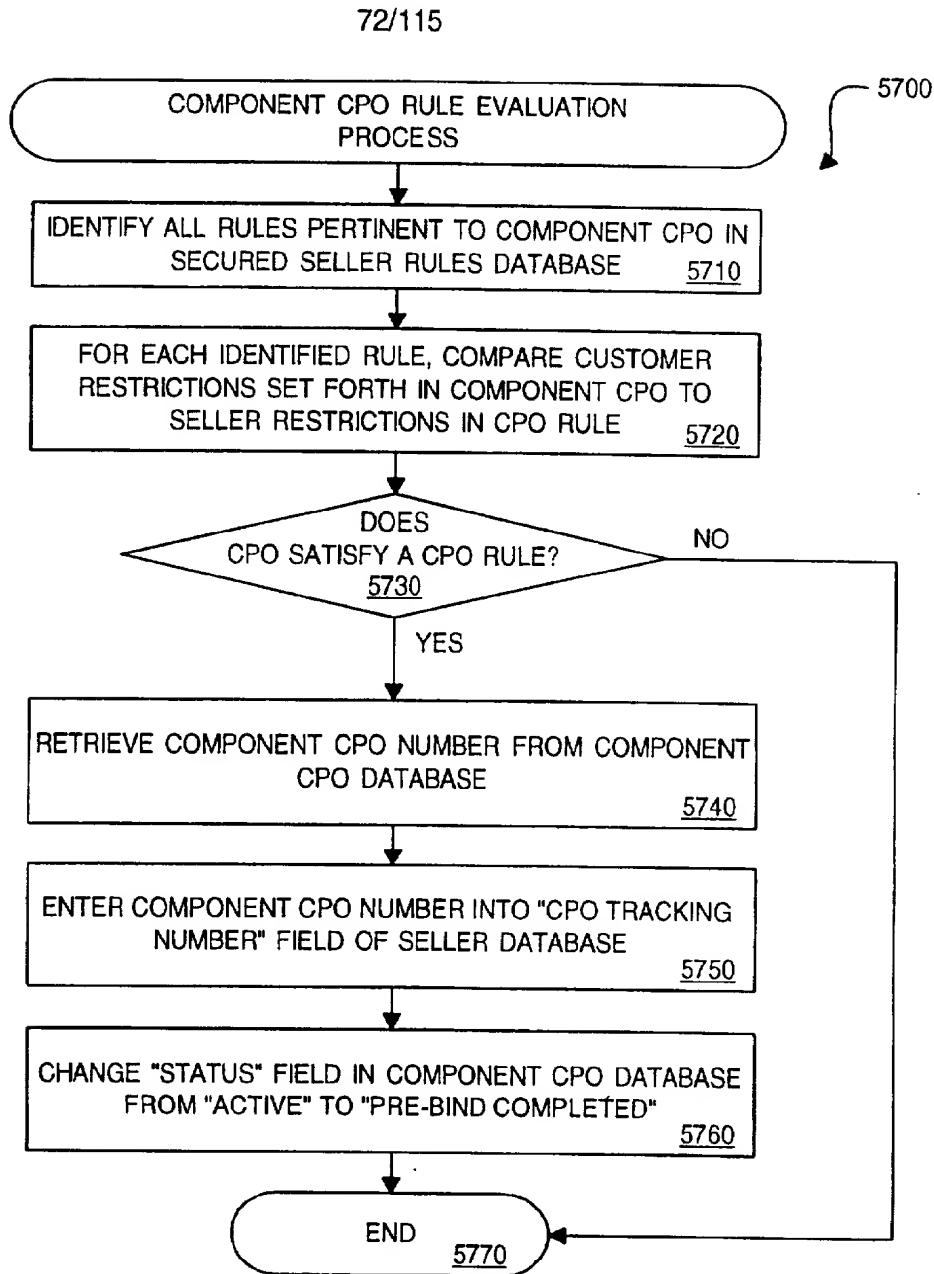 72/115
5700
COMPONENT CPO RULE EVALUATION
PROCESS
IDENTIFY ALL RULES PERTINENT TO COMPONENT CPO IN
SECURED SELLER RULES DATABASE 5710
FOR EACH IDENTIFIED RULE, COMPARE CUSTOMER
RESTRICTIONS SET FORTH IN COMPONENT CPO TO
SELLER RESTRICTIONS IN CPO RULE 5720
DOES
CPO SATISFY A CPO RULE?
5730
NO
YES
RETRIEVE COMPONENT CPO NUMBER FROM COMPONENT
CPO DATABASE
5740
ENTER COMPONENT CPO NUMBER INTO "CPO TRACKING
NUMBER" FIELD OF SELLER DATABASE
5750
CHANGE "STATUS" FIELD IN COMPONENT CPO DATABASE
FROM "ACTIVE" TO "PRE-BIND COMPLETED"
5760
END
5770